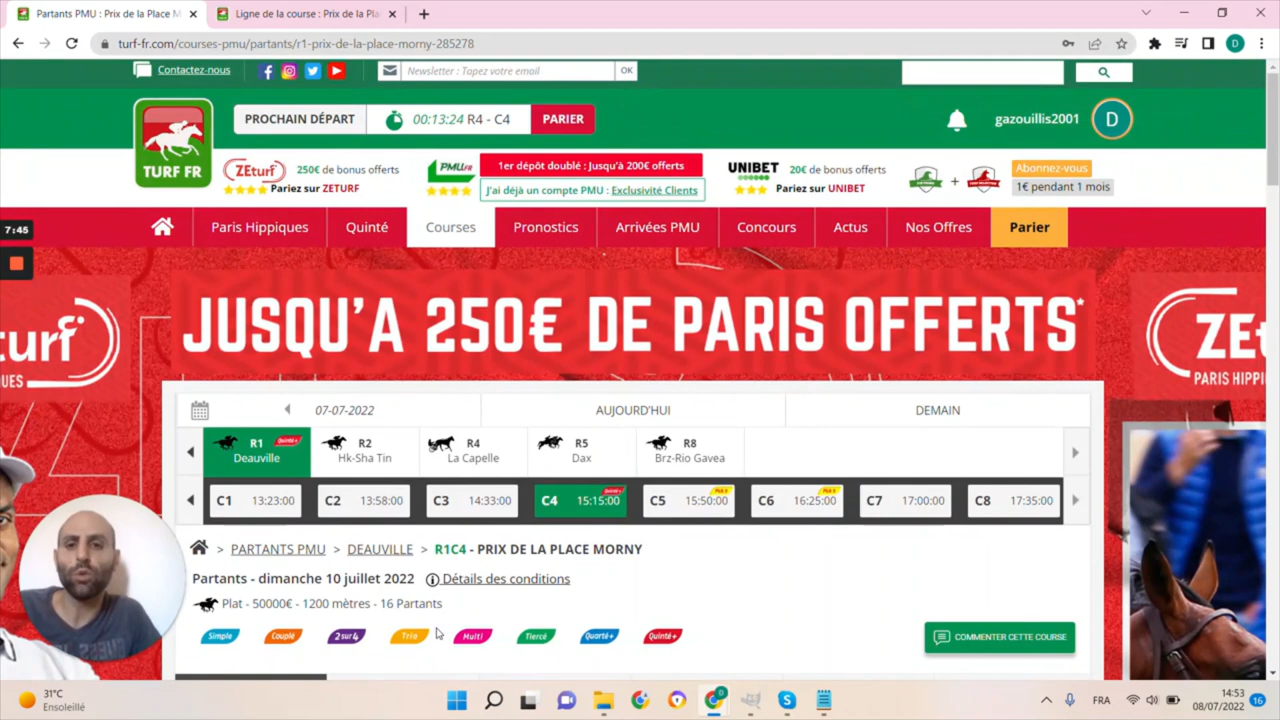 Partants PMU : Prix de la Place M
Ligne de la course : Prix de la Pla
turf-fr.com/courses-pmu/partants/r1-prix-de-la-place-morny-285278
D
Contactez-nous
Newsletter : Tapez votre email
OK
TURF FR
PROCHAIN DÉPART
00:13:24 R4 - C4
PARIER
gazouillis2001
D
ZEturf
250€ de bonus offerts
Pariez sur ZETURF
PMU.FR
1er dépôt doublé : Jusqu'à 200€ offerts
J'ai déjà un compte PMU : Exclusivité Clients
UNIBET
20€ de bonus offerts
Pariez sur UNIBET
+
Abonnez-vous
1€ pendant 1 mois
Paris Hippiques
Quinté
Courses
Pronostics
Arrivées PMU
Concours
Actus
Nos Offres
Parier
7:45
JUSQU'A 250€ DE PARIS OFFERTS*
urf
QUES
ZE
PARIS HIPPI
07-07-2022
AUJOURD'HUI
DEMAIN
R1 Quinté+
Deauville
R2
Hk-Sha Tin
R4
La Capelle
R5
Dax
R8
Brz-Rio Gavea
C1 13:23:00
C2 13:58:00
C3 14:33:00
C4 15:15:00
C5 15:50:00
C6 16:25:00
C7 17:00:00
C8 17:35:00
> PARTANTS PMU > DEAUVILLE > R1C4 - PRIX DE LA PLACE MORNY
Partants - dimanche 10 juillet 2022 Détails des conditions
Plat - 50000€ - 1200 mètres - 16 Partants
Simple
Couplé
2 sur 4
Trio
Multi
Tiercé
Quarté+
Quinté+
COMMENTER CETTE COURSE
31°C
Ensoleillé
D
FRA
14:53
08/07/2022
16